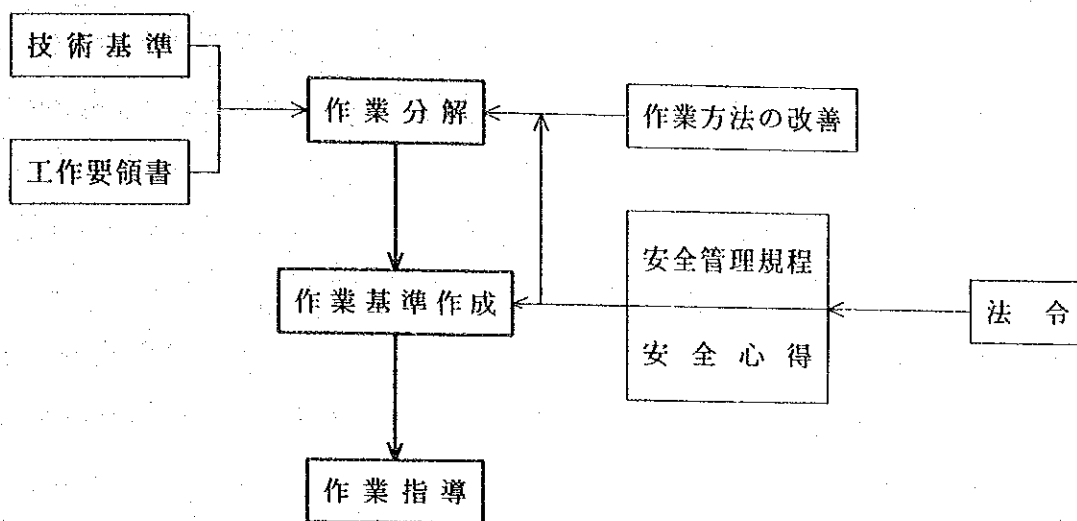 技術基準
工作要領書
作業分解
作業方法の改善
作業基準作成
安全管理規程
安全心得
法令
作業指導